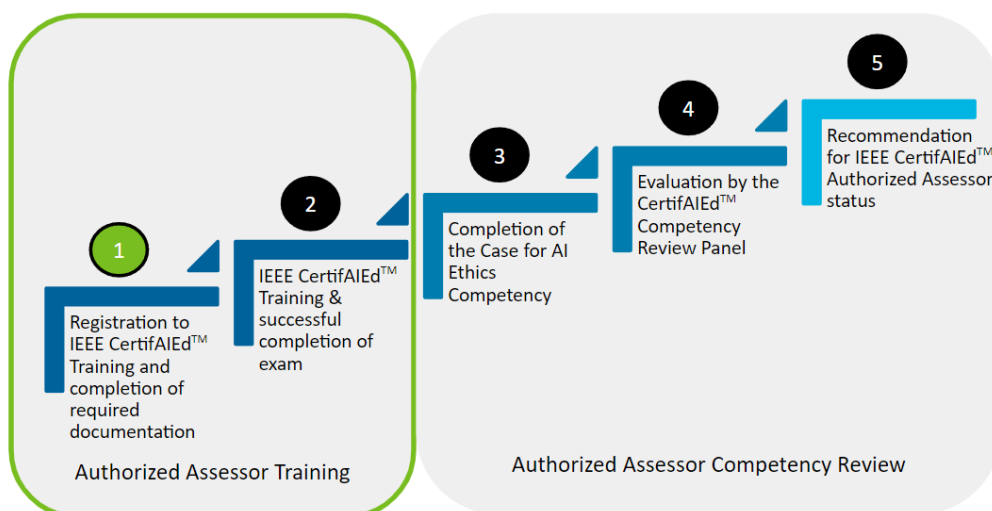 1
Registration to
IEEE CertifAIEd™
Training and
completion of
required
documentation
2
IEEE CertifAIEd™
Training &
successful
completion of
exam
Authorized Assessor Training
3
Completion of
the Case for AI
Ethics
Competency
4
Evaluation by the
CertifAIEd™
Competency
Review Panel
5
Recommendation
for IEEE CertifAIEd™
Authorized Assessor
status
Authorized Assessor Competency Review